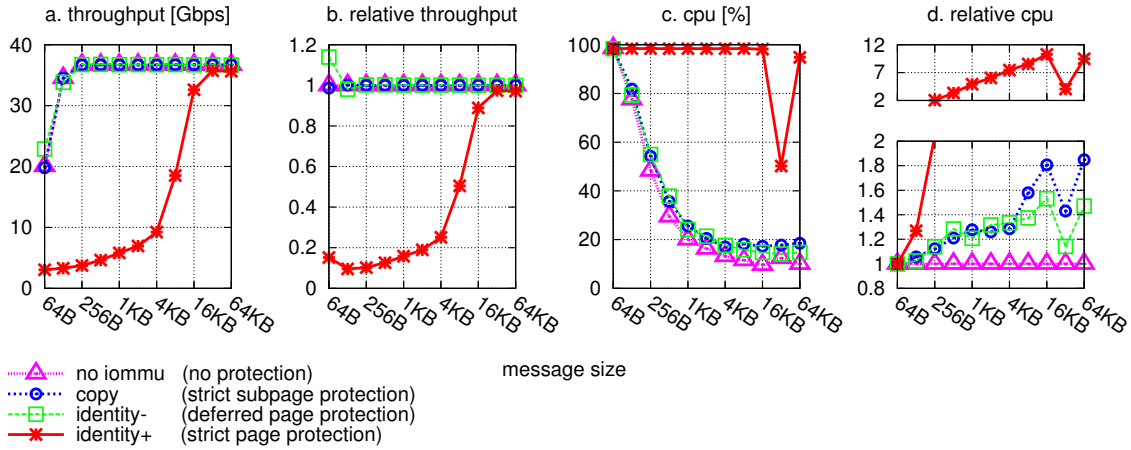 a. throughput [Gbps]
b. relative throughput
c. cpu [%]
d. relative cpu
40
30
20
10
0
64B
256B
1KB
4KB
16KB
64KB
1.2
1
0.8
0.6
0.4
0.2
0
64B
256B
1KB
4KB
16KB
64KB
100
80
60
40
20
0
64B
256B
1KB
4KB
16KB
64KB
12
7
2
2
1.8
1.6
1.4
1.2
1
0.8
64B
256B
1KB
4KB
16KB
64KB
message size
no iommu (no protection)
copy (strict subpage protection)
identity- (deferred page protection)
identity+ (strict page protection)